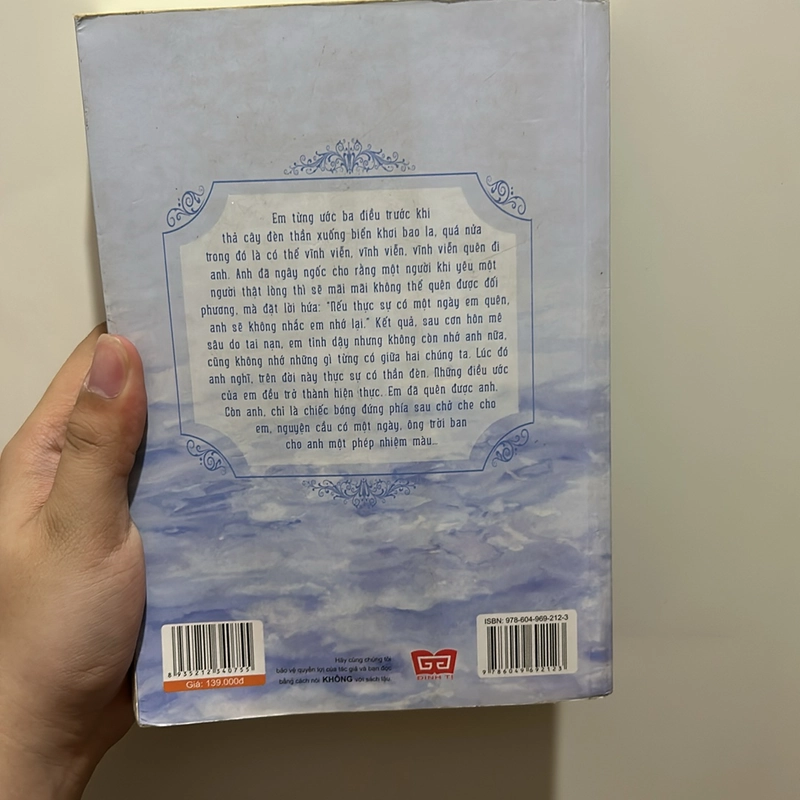 Em từng ước ba điều trước khi
thả cây đèn thần xuống biển khơi bao la, quá nửa
trong đó là có thể vĩnh viễn, vĩnh viễn, vĩnh viễn quên đi
anh. Anh đã ngây ngốc cho rằng một người khi yêu một
người thật lòng thì sẽ mãi mãi không thể quên được đối
phương, mà đặt lời hứa: "Nếu thực sự có một ngày em quên,
anh sẽ không nhắc em nhớ lại." Kết quả, sau cơn hôn mê
sâu do tai nạn, em tỉnh dậy nhưng không còn nhớ anh nữa,
cũng không nhớ những gì từng có giữa hai chúng ta. Lúc đó
anh nghĩ, trên đời này thực sự có thần đèn. Những điều ước
của em đều trở thành hiện thực. Em đã quên được anh.
Còn anh, chỉ là chiếc bóng đứng phía sau chở che cho
em, nguyện cầu có một ngày, ông trời ban
cho anh một phép nhiệm màu...
8 935212 340755
Giá: 139.000đ
Hãy cùng chúng tôi
bảo vệ quyền lợi của tác giả và bạn đọc
bằng cách nói KHÔNG với sách lậu.
ĐINH TỊ
ISBN: 978-604-969-212-3
9 786049 692123